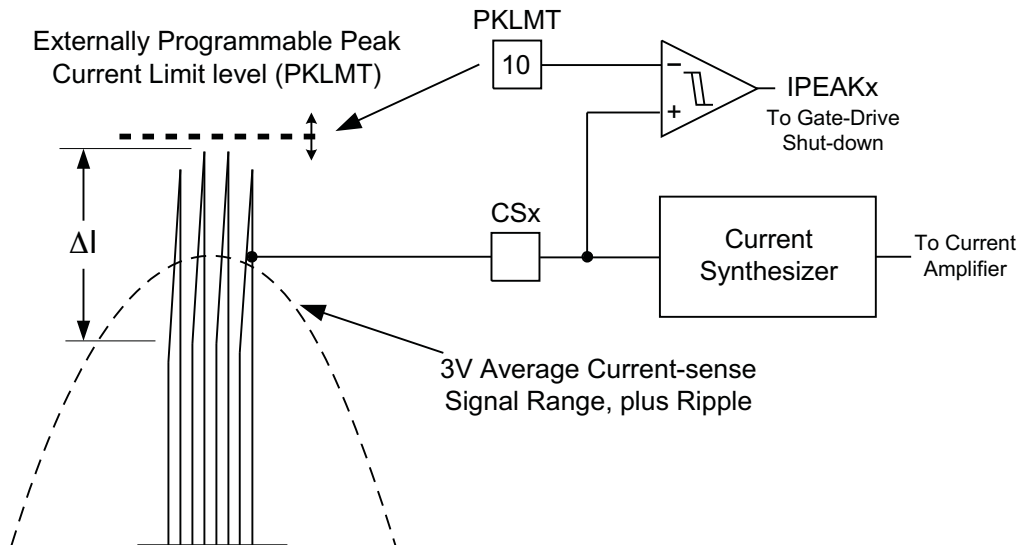 Externally Programmable Peak
Current Limit level (PKLMT)
PKLMT
10
−
+
IPEAKx
To Gate-Drive
Shut-down
ΔI
CSx
Current
Synthesizer
To Current
Amplifier
3V Average Current-sense
Signal Range, plus Ripple